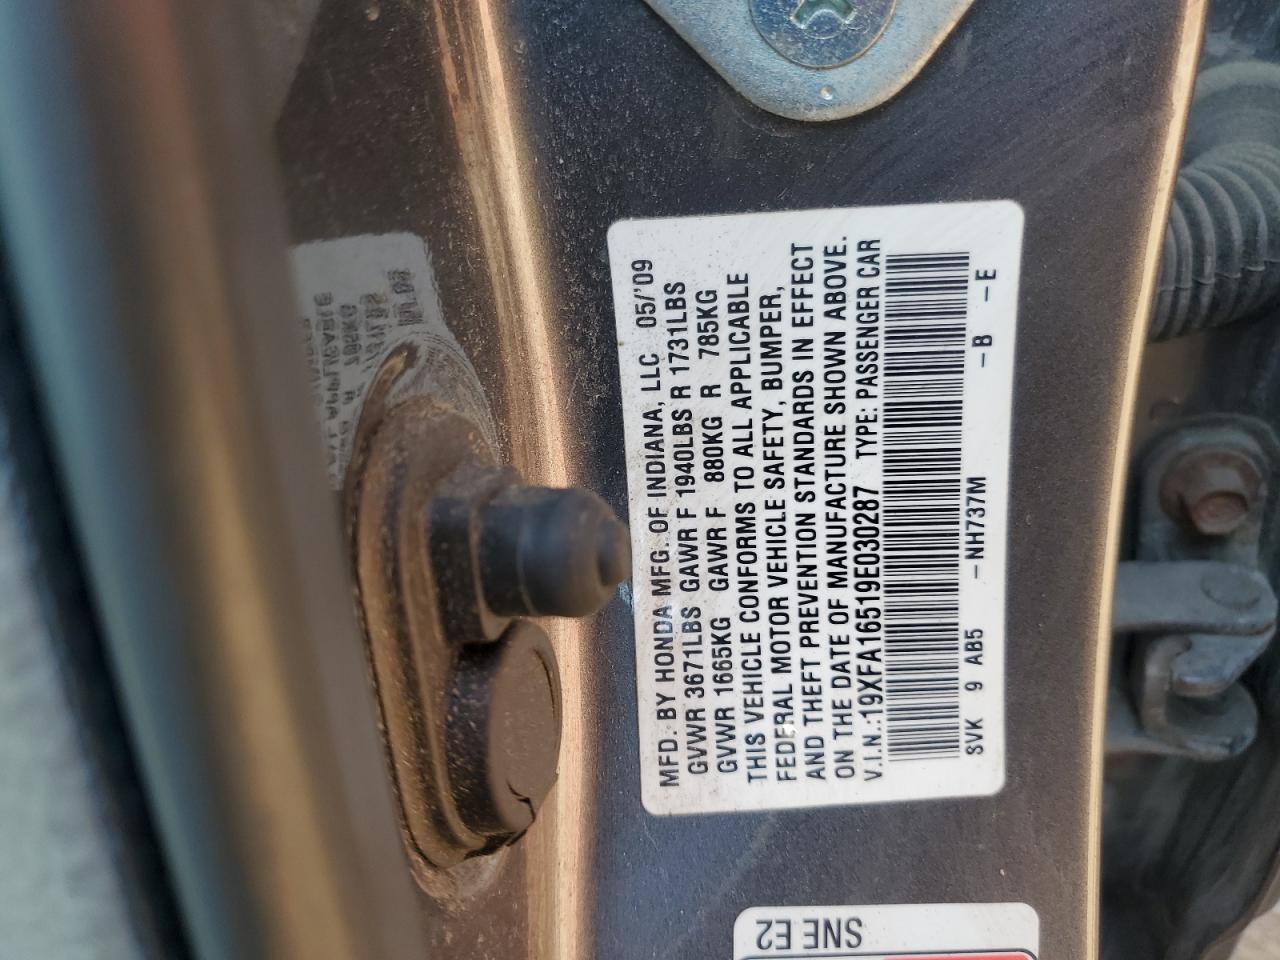 MFD. BY HONDA MFG. OF INDIANA, LLC 05/'09
GVWR 3671LBS GAWR F 1940LBS R 1731LBS
GVWR 1665KG GAWR F 880KG R 785KG
THIS VEHICLE CONFORMS TO ALL APPLICABLE
FEDERAL MOTOR VEHICLE SAFETY, BUMPER,
AND THEFT PREVENTION STANDARDS IN EFFECT
ON THE DATE OF MANUFACTURE SHOWN ABOVE.
V.I.N.:19XFA16519E030287 TYPE: PASSENGER CAR
SVK 9 AB5 -NH737M -B -E
SNE E2